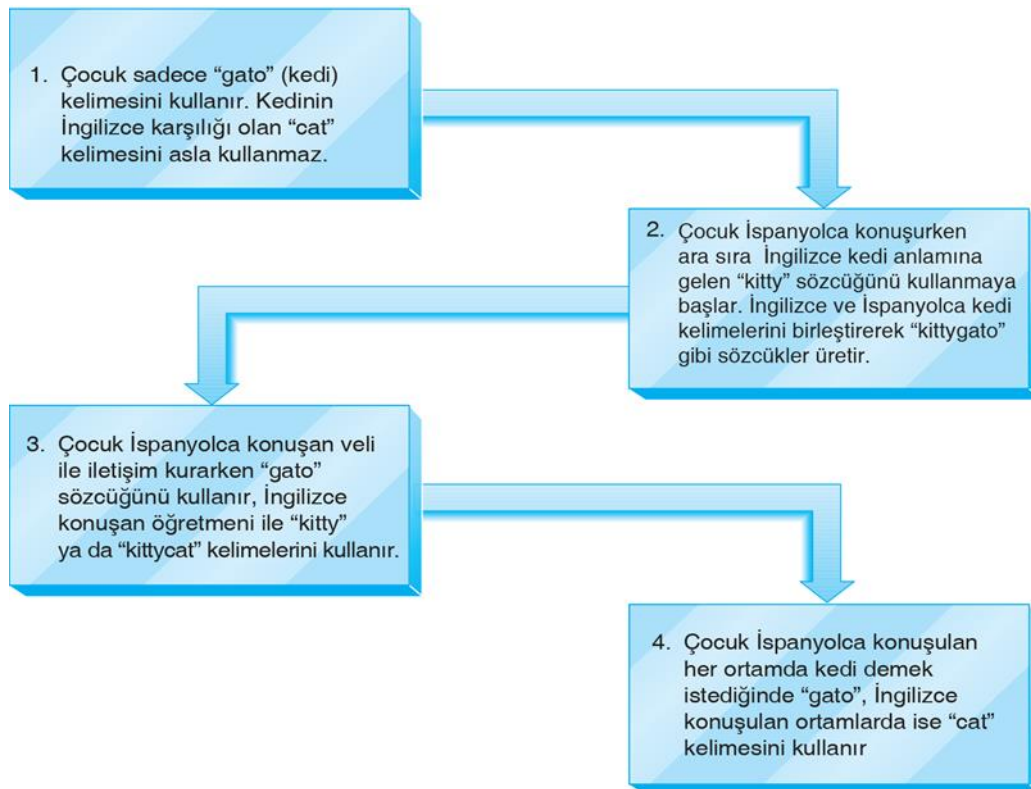 1. Çocuk sadece “gato” (kedi)
kelimesini kullanır. Kedinin
İngilizce karşılığı olan “cat”
kelimesini asla kullanmaz.
2. Çocuk İspanyolca konuşurken
ara sıra İngilizce kedi anlamına
gelen “kitty” sözcüğünü kullanmaya
başlar. İngilizce ve İspanyolca kedi
kelimelerini birleştirerek “kittygato”
gibi sözcükler üretir.
3. Çocuk İspanyolca konuşan veli
ile iletişim kurarken “gato”
sözcüğünü kullanır, İngilizce
konuşan öğretmeni ile “kitty”
ya da “kittycat” kelimelerini kullanır.
4. Çocuk İspanyolca konuşulan
her ortamda kedi demek
istediğinde “gato”, İngilizce
konuşulan ortamlarda ise “cat”
kelimesini kullanır